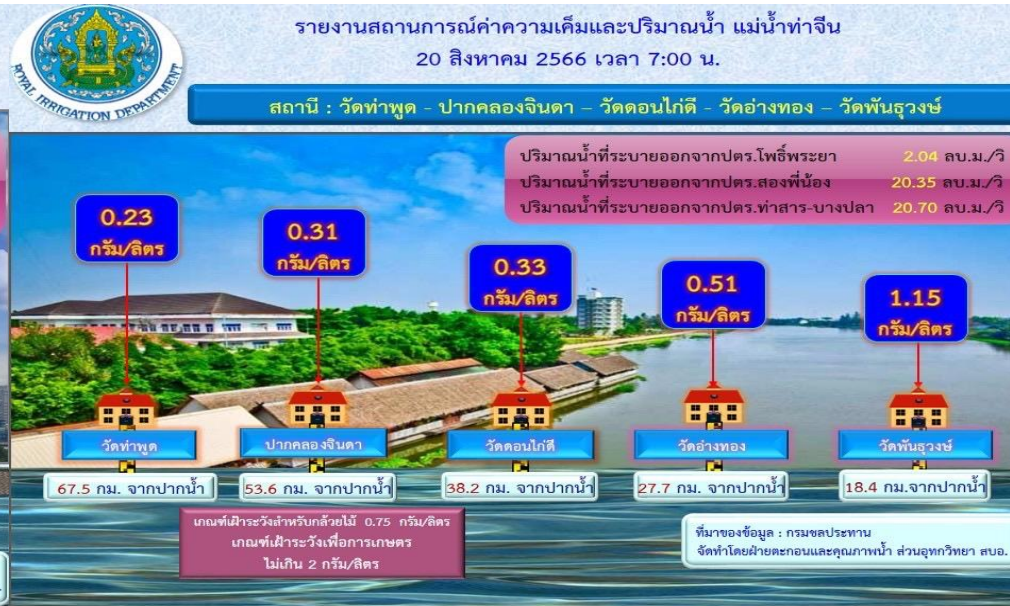 รายงานสถานการณ์ค่าความเค็มและปริมาณน้ำ แม่น้ำท่าจีน
20 สิงหาคม 2566 เวลา 7:00 น.
ROYAL IRRIGATION DEPARTMENT
สถานี : วัดท่าพูด - ปากคลองจินดา – วัดดอนไก่ดี - วัดอ่างทอง – วัดพันธุวงษ์
ปริมาณน้ำที่ระบายออกจากปตร.โพธิ์พระยา 2.04 ลบ.ม./วิ
ปริมาณน้ำที่ระบายออกจากปตร.สองพี่น้อง 20.35 ลบ.ม./วิ
ปริมาณน้ำที่ระบายออกจากปตร.ท่าสาร-บางปลา 20.70 ลบ.ม./วิ
0.23
กรัม/ลิตร
0.31
กรัม/ลิตร
0.33
กรัม/ลิตร
0.51
กรัม/ลิตร
1.15
กรัม/ลิตร
วัดท่าพูด
ปากคลองจินดา
วัดดอนไก่ดี
วัดอ่างทอง
วัดพันธุวงษ์
67.5 กม. จากปากน้ำ
53.6 กม. จากปากน้ำ
38.2 กม. จากปากน้ำ
27.7 กม. จากปากน้ำ
18.4 กม.จากปากน้ำ
เกณฑ์เฝ้าระวังสำหรับกล้วยไม้ 0.75 กรัม/ลิตร
เกณฑ์เฝ้าระวังเพื่อการเกษตร
ไม่เกิน 2 กรัม/ลิตร
ที่มาของข้อมูล : กรมชลประทาน
จัดทำโดยฝ่ายตะกอนและคุณภาพน้ำ ส่วนอุทกวิทยา สบอ.